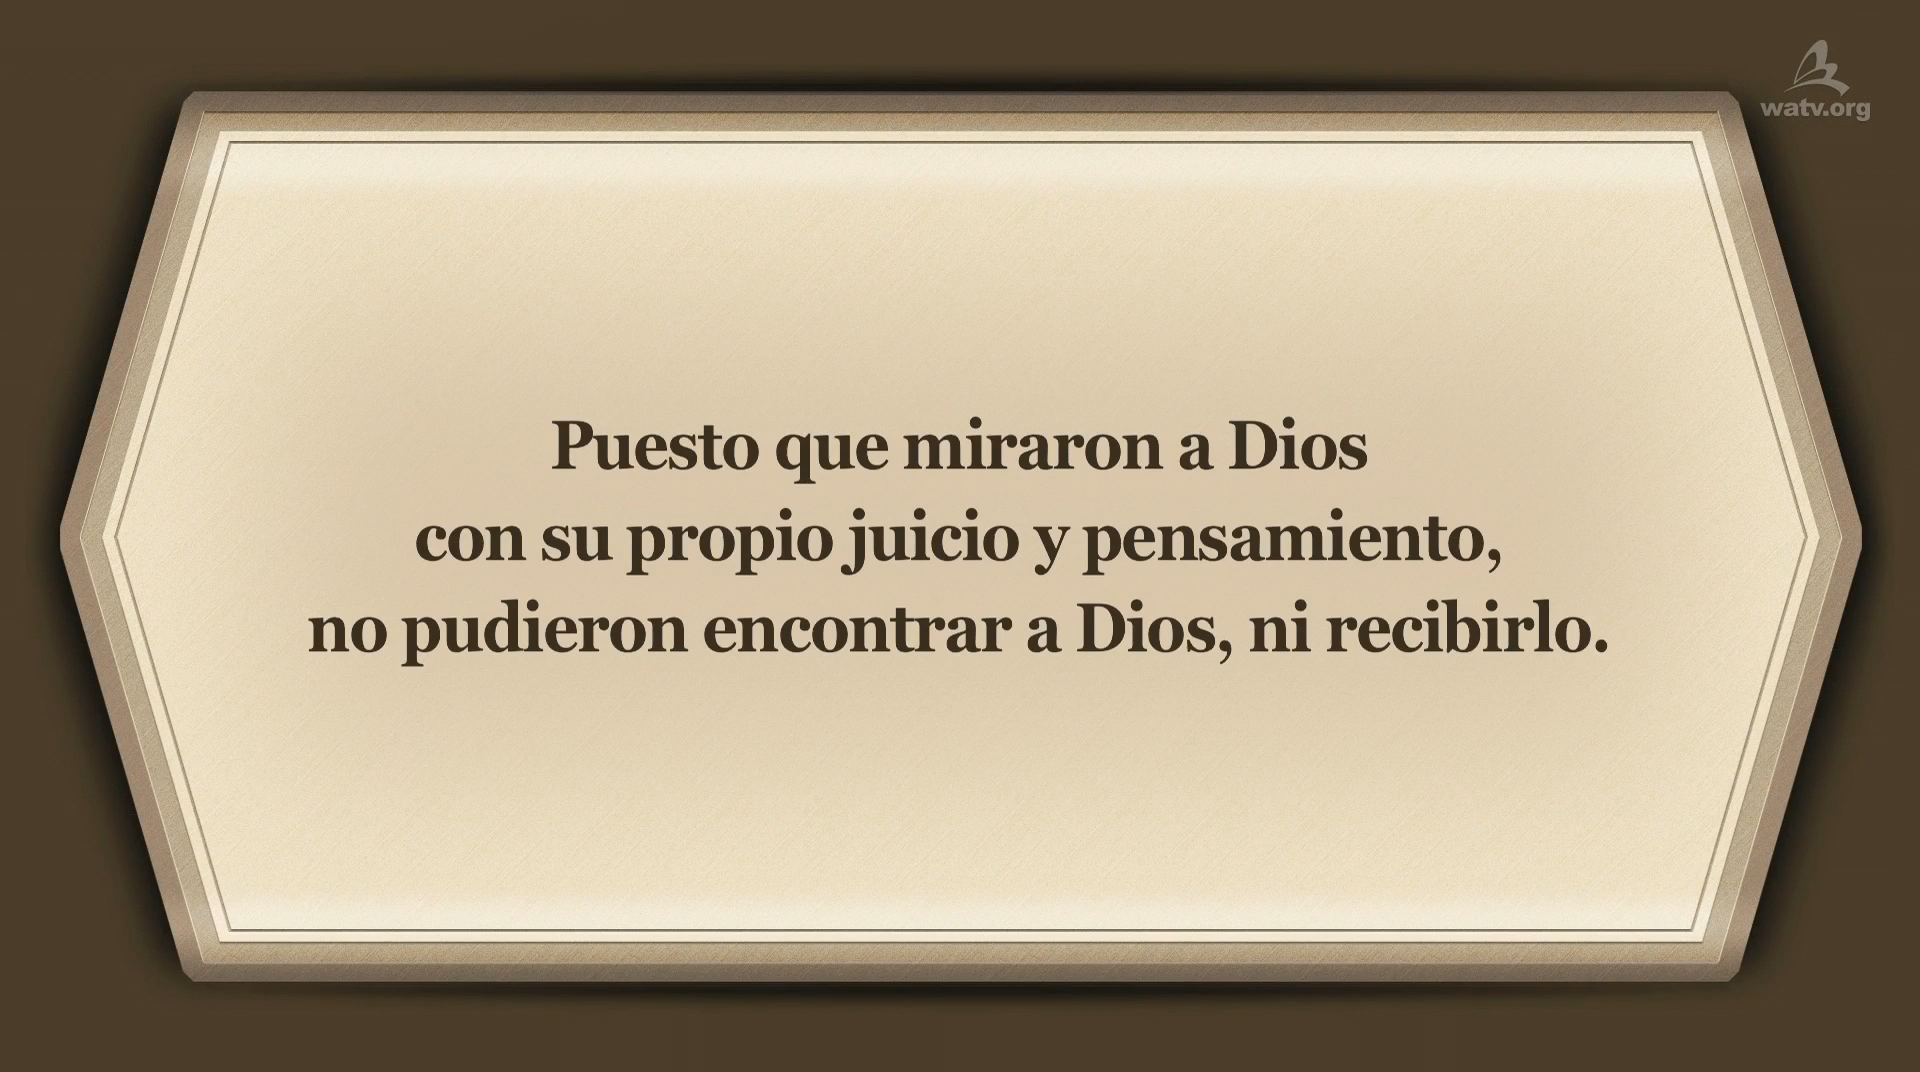 watv.org
Puesto que miraron a Dios
con su propio juicio y pensamiento,
no pudieron encontrar a Dios, ni recibirlo.